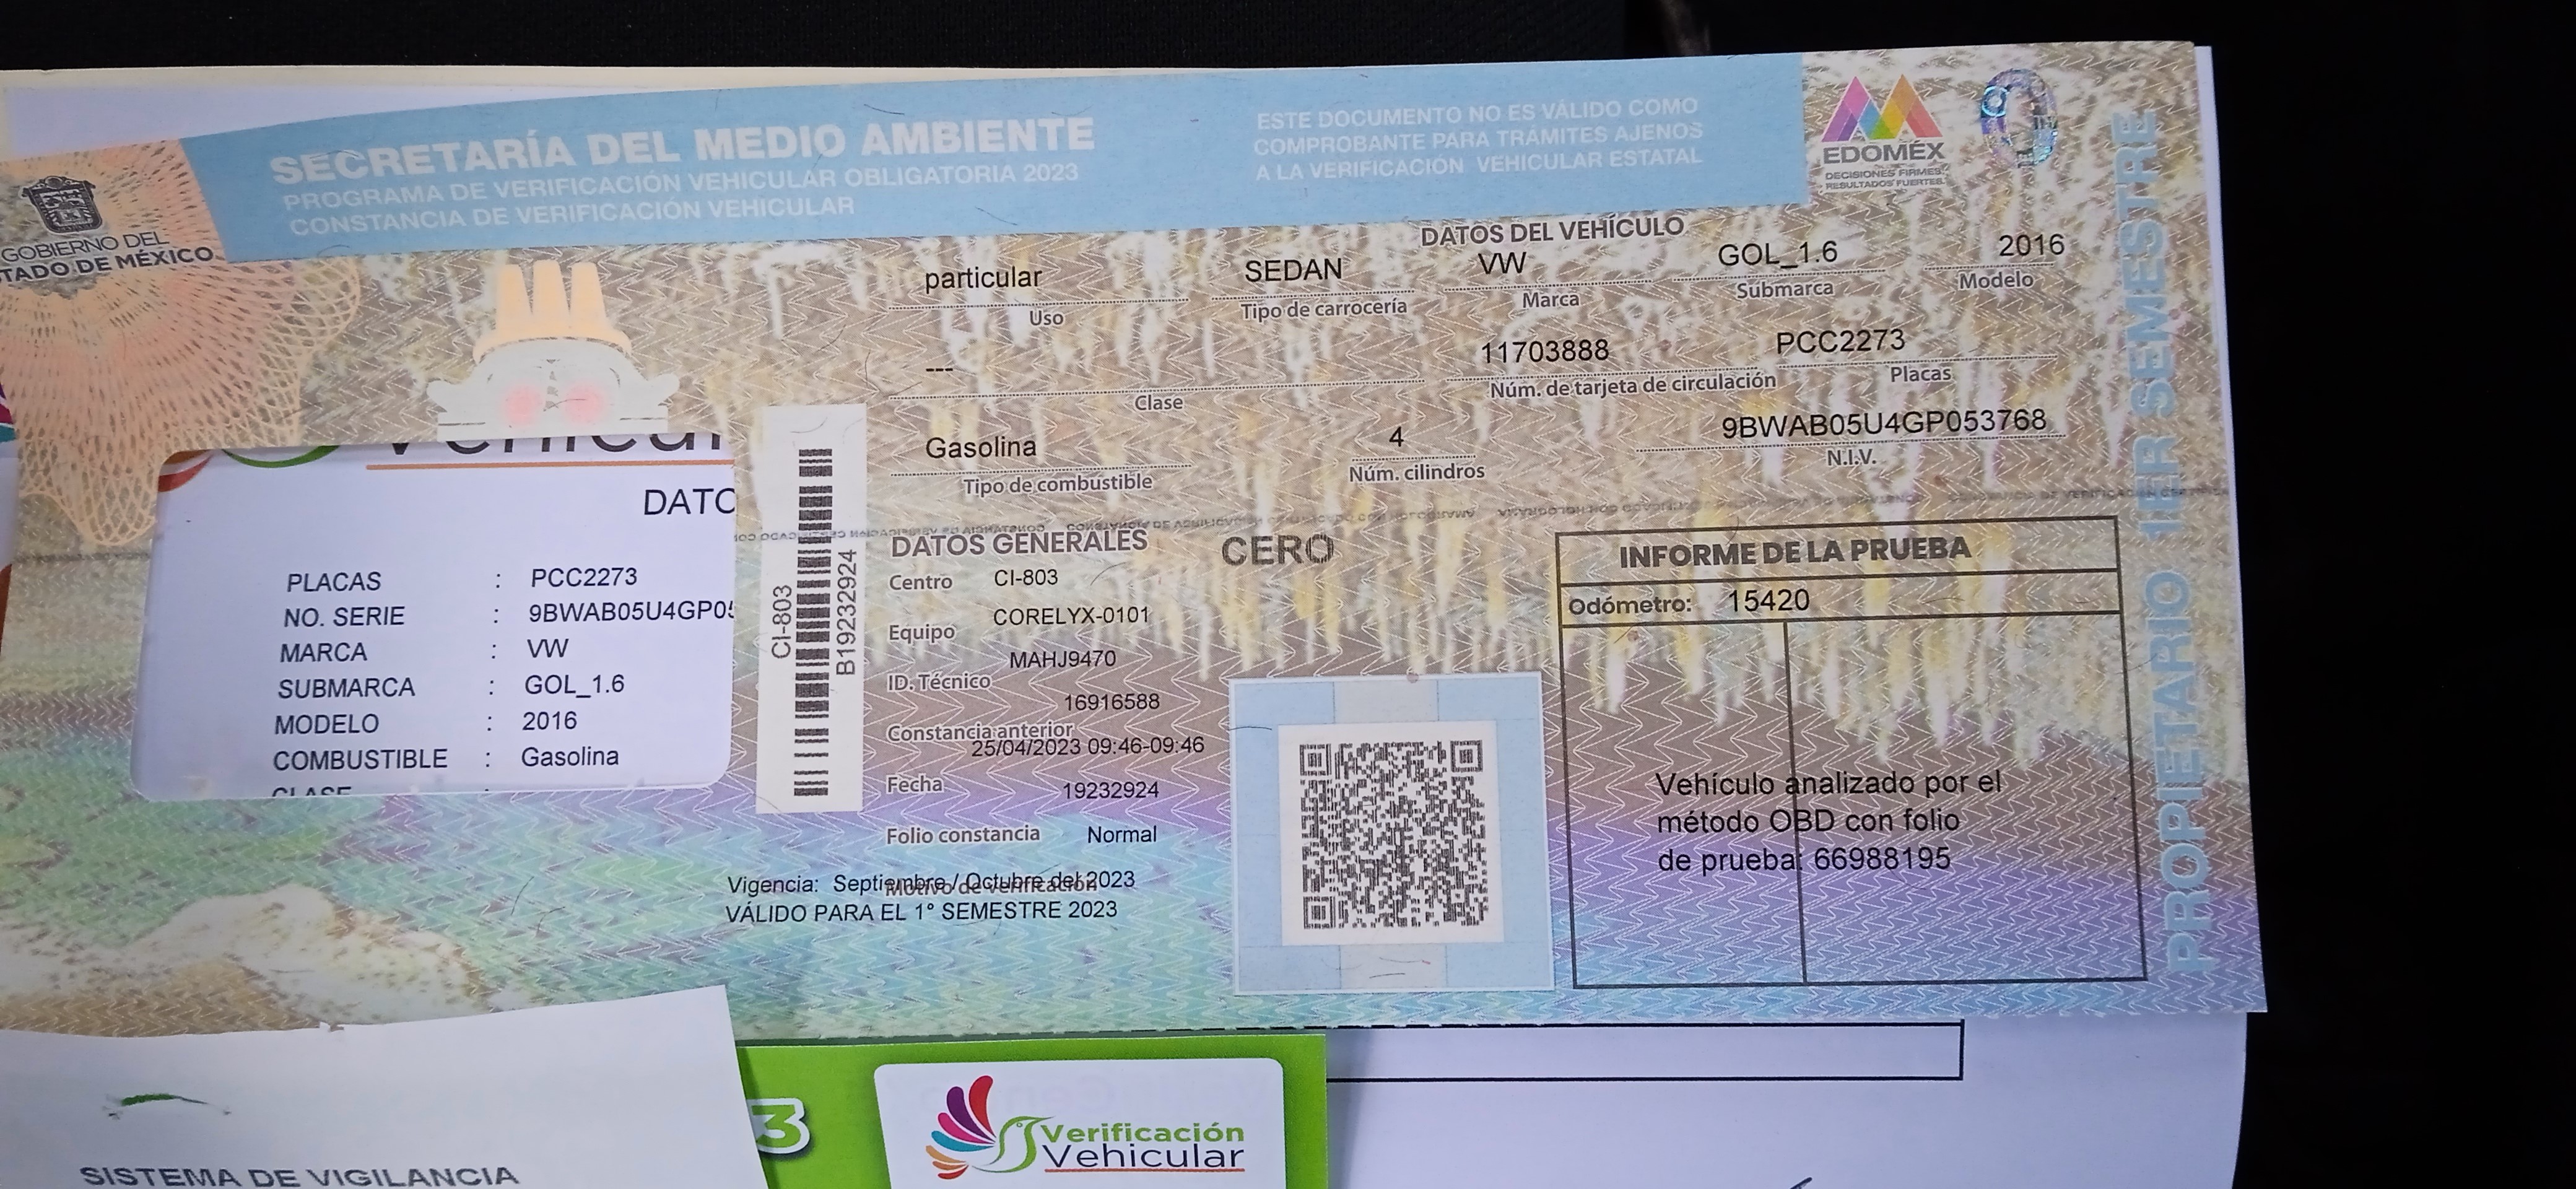 SECRETARÍA DEL MEDIO AMBIENTE
PROGRAMA DE VERIFICACIÓN VEHICULAR OBLIGATORIA 2023
CONSTANCIA DE VERIFICACIÓN VEHICULAR
ESTE DOCUMENTO NO ES VÁLIDO COMO
COMPROBANTE PARA TRÁMITES AJENOS
A LA VERIFICACIÓN VEHICULAR ESTATAL
EDOMÉX
DECISIONES FIRMES,
RESULTADOS FUERTES.
GOBIERNO DEL
TADO DE MÉXICO
DATOS DEL VEHÍCULO
particular SEDAN VW GOL_1.6 2016
Uso Tipo de carrocería Marca Submarca Modelo
--- 11703888 PCC2273
Clase Núm. de tarjeta de circulación Placas
Gasolina 4 9BWAB05U4GP053768
Tipo de combustible Núm. cilindros N.I.V.
DATO
PLACAS : PCC2273
NO. SERIE : 9BWAB05U4GP05
MARCA : VW
SUBMARCA : GOL_1.6
MODELO : 2016
COMBUSTIBLE : Gasolina
CLASE :
CI-803
B19232924
DATOS GENERALES
CERO
Centro CI-803
CORELYX-0101
Equipo
MAHJ9470
ID. Técnico
16916588
Constancia anterior
25/04/2023 09:46-09:46
Fecha
19232924
Folio constancia Normal
Vigencia: Septiembre / Octubre del 2023
Motivo de verificación
VÁLIDO PARA EL 1° SEMESTRE 2023
INFORME DE LA PRUEBA
Odómetro: 15420
Vehículo analizado por el
método OBD con folio
de prueba: 66988195
PROPIETARIO 1ER SEMESTRE
SISTEMA DE VIGILANCIA
3
Verificación
Vehicular